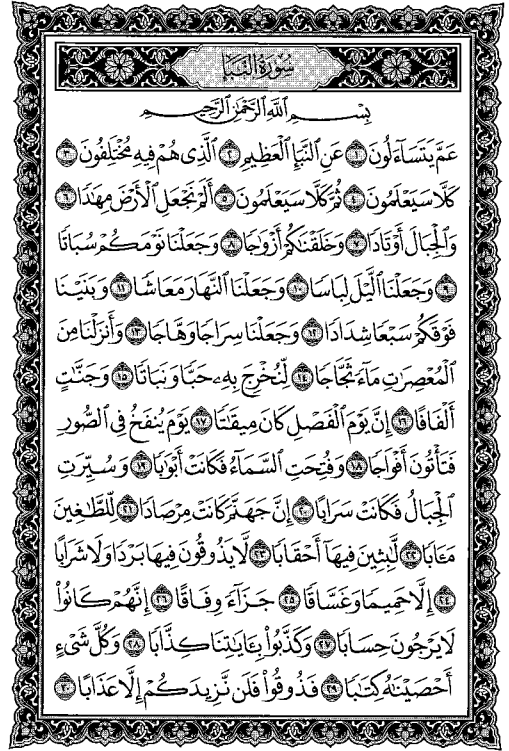 سُورَةُ النَّبَإِ
بِسْمِ اللَّهِ الرَّحْمَٰنِ الرَّحِيمِ
عَمَّ يَتَسَآءَلُونَ ١ عَنِ ٱلنَّبَإِ ٱلْعَظِيمِ ٢ ٱلَّذِى هُمْ فِيهِ مُخْتَلِفُونَ ٣
كَلَّا سَيَعْلَمُونَ ٤ ثُمَّ كَلَّا سَيَعْلَمُونَ ٥ أَلَمْ نَجْعَلِ ٱلْأَرْضَ مِهَٰدًا ٦
وَٱلْجِبَالَ أَوْتَادًا ٧ وَخَلَقْنَٰكُمْ أَزْوَٰجًا ٨ وَجَعَلْنَا نَوْمَكُمْ سُبَاتًا
٩ وَجَعَلْنَا ٱلَّيْلَ لِبَاسًا ١٠ وَجَعَلْنَا ٱلنَّهَارَ مَعَاشًا ١١ وَبَنَيْنَا
فَوْقَكُمْ سَبْعًا شِدَادًا ١٢ وَجَعَلْنَا سِرَاجًا وَهَّاجًا ١٣ وَأَنزَلْنَا مِنَ
ٱلْمُعْصِرَٰتِ مَآءً ثَجَّاجًا ١٤ لِّنُخْرِجَ بِهِۦ حَبًّا وَنَبَاتًا ١٥ وَجَنَّٰتٍ
أَلْفَافًا ١٦ إِنَّ يَوْمَ ٱلْفَصْلِ كَانَ مِيقَٰتًا ١٧ يَوْمَ يُنفَخُ فِى ٱلصُّورِ
فَتَأْتُونَ أَفْوَاجًا ١٨ وَفُتِحَتِ ٱلسَّمَآءُ فَكَانَتْ أَبْوَٰبًا ١٩ وَسُيِّرَتِ
ٱلْجِبَالُ فَكَانَتْ سَرَابًا ٢٠ إِنَّ جَهَنَّمَ كَانَتْ مِرْصَادًا ٢١ لِّلطَّٰغِينَ
مَـَٔابًا ٢٢ لَّٰبِثِينَ فِيهَآ أَحْقَابًا ٢٣ لَّا يَذُوقُونَ فِيهَا بَرْدًا وَلَا شَرَابًا
٢٤ إِلَّا حَمِيمًا وَغَسَّاقًا ٢٥ جَزَآءً وِفَاقًا ٢٦ إِنَّهُمْ كَانُوا۟
لَا يَرْجُونَ حِسَابًا ٢٧ وَكَذَّبُوا۟ بِـَٔايَٰتِنَا كِذَّابًا ٢٨ وَكُلَّ شَىْءٍ
أَحْصَيْنَٰهُ كِتَٰبًا ٢٩ فَذُوقُوا۟ فَلَن نَّزِيدَكُمْ إِلَّا عَذَابًا ٣٠